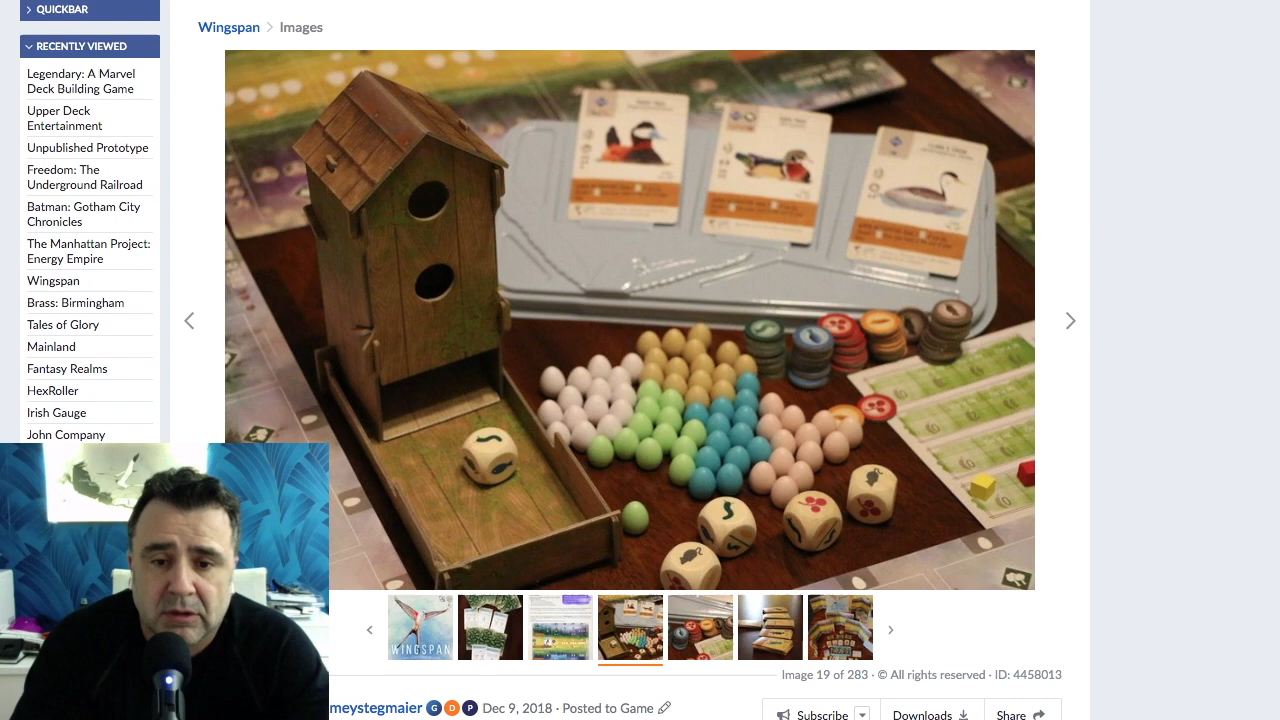 QUICKBAR
RECENTLY VIEWED
Legendary: A Marvel
Deck Building Game
Upper Deck
Entertainment
Unpublished Prototype
Freedom: The
Underground Railroad
Batman: Gotham City
Chronicles
The Manhattan Project:
Energy Empire
Wingspan
Brass: Birmingham
Tales of Glory
Mainland
Fantasy Realms
HexRoller
Irish Gauge
John Company
Wingspan > Images
WINGSPAN
Image 19 of 283 · © All rights reserved · ID: 4458013
meystegmaier G D P Dec 9, 2018 · Posted to Game
Subscribe
Downloads
Share